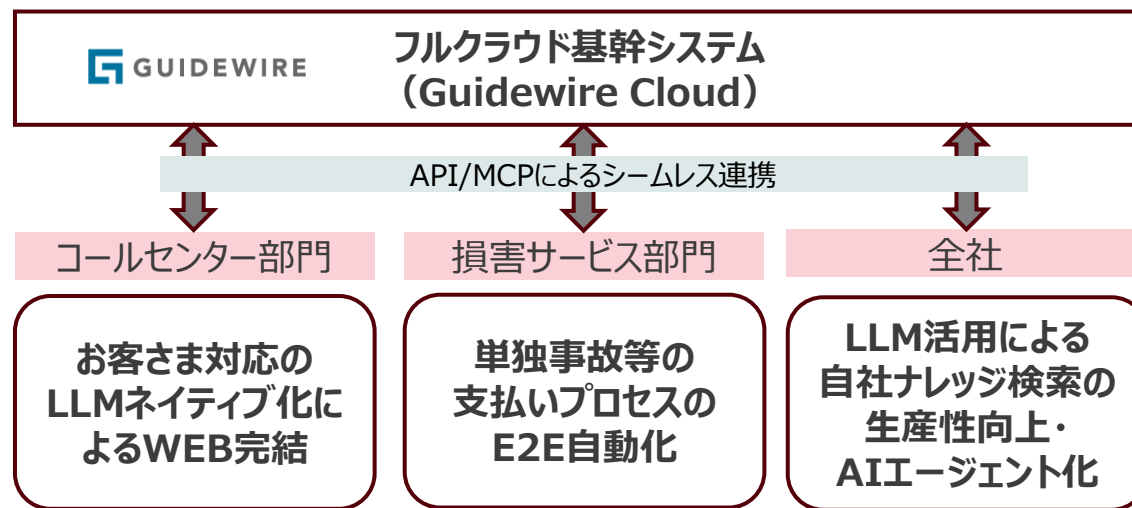 GUIDEWIRE
フルクラウド基幹システム
（Guidewire Cloud）
API/MCPによるシームレス連携
コールセンター部門
お客さま対応の
LLMネイティブ化に
よるWEB完結
損害サービス部門
単独事故等の
支払いプロセスの
E2E自動化
全社
LLM活用による
自社ナレッジ検索の
生産性向上・
AIエージェント化